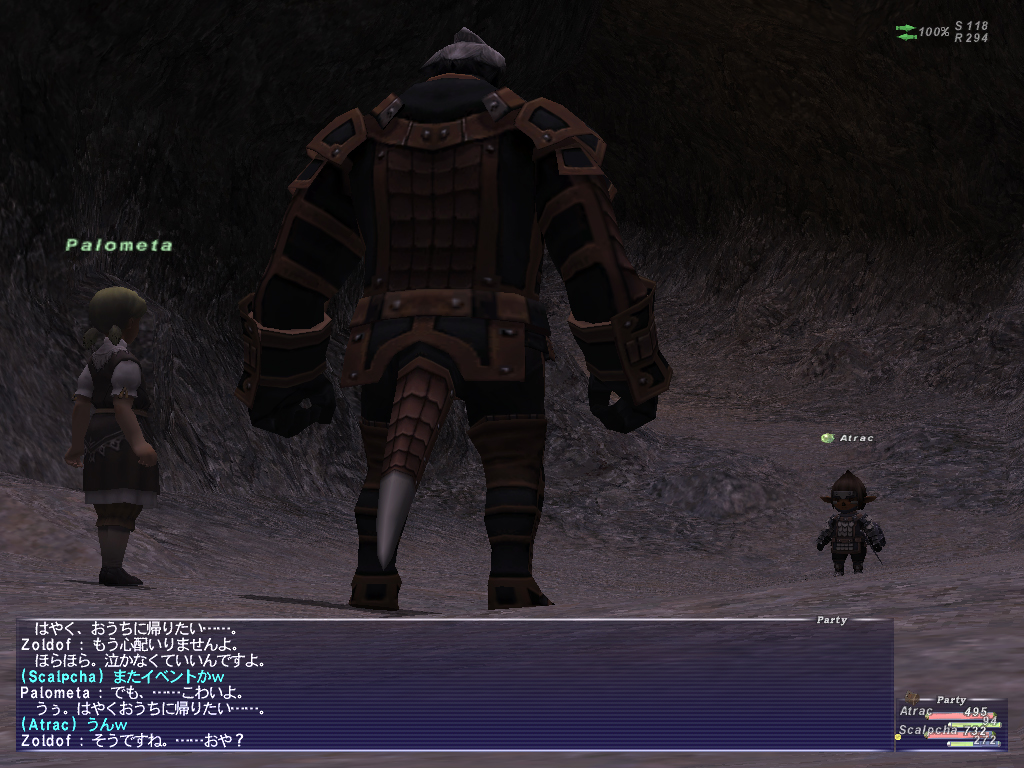 100% S 118
R 294
Palometa
Atrac
Party
はやく、おうちに帰りたい……。
Zoldof : もう心配いりませんよ。
ほらほら。泣かなくていいんですよ。
(Scalpcha) またイベントかw
Palometa : でも、……こわいよ。
うぅ。はやくおうちに帰りたい……。
(Atrac) うんw
Zoldof : そうですね。……おや？
Party
Atrac 495
94
Scalpcha 732
272